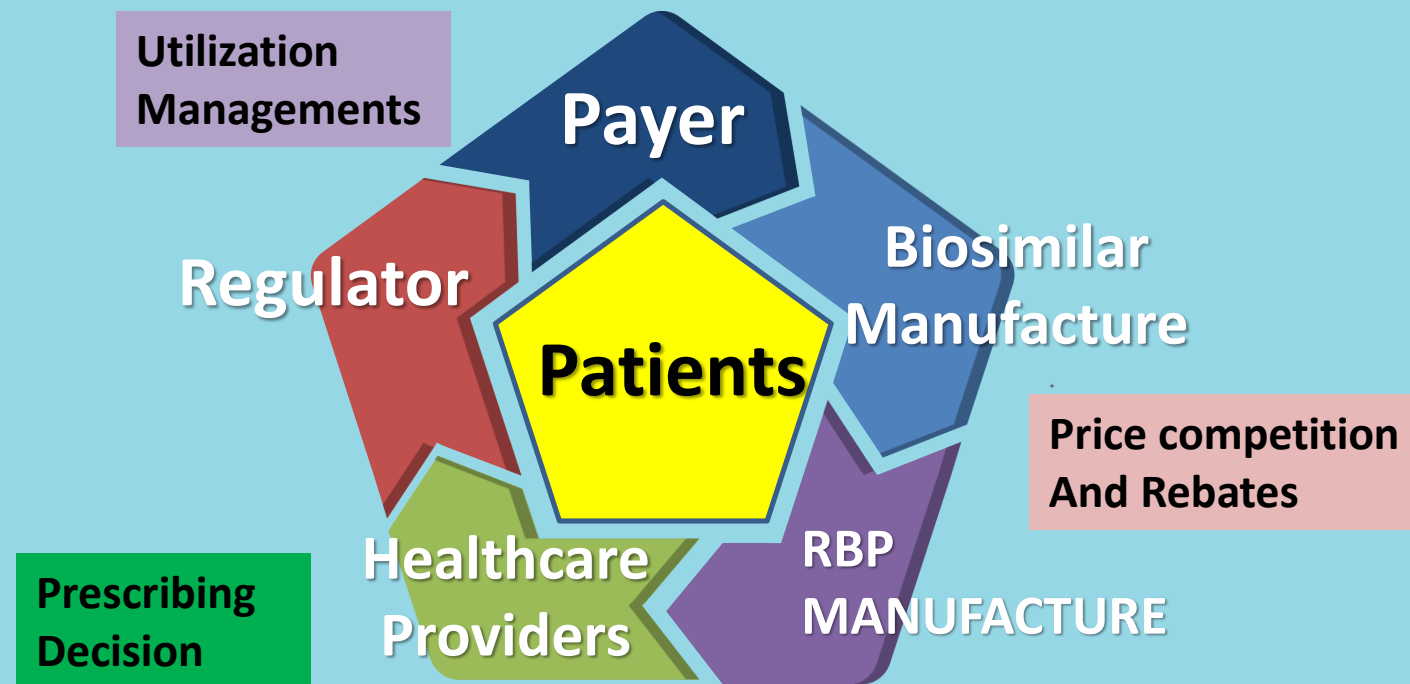 Utilization
Managements
Payer
Biosimilar
Manufacture
Regulator
Patients
Price competition
And Rebates
RBP
MANUFACTURE
Healthcare
Providers
Prescribing
Decision